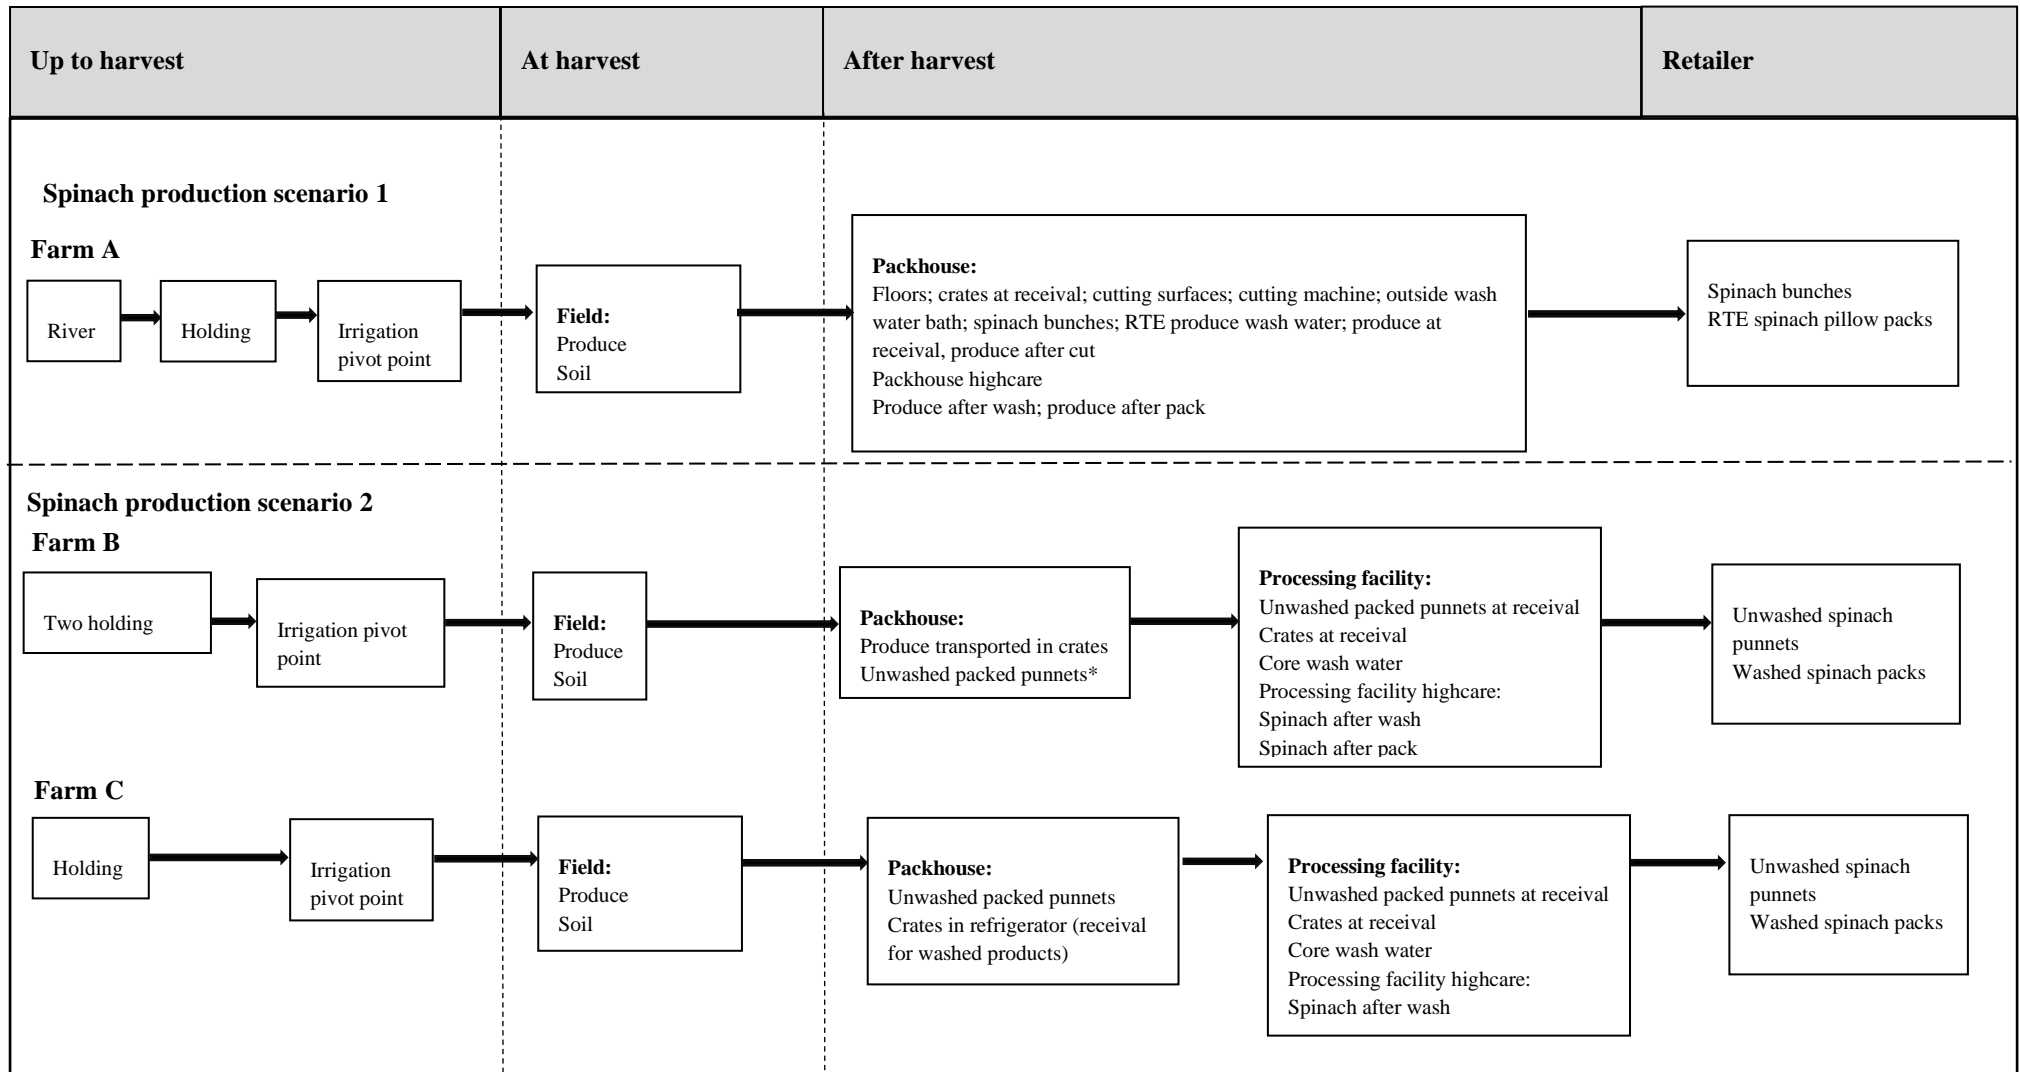 Up to harvest
At harvest
After harvest
Retailer
Spinach production scenario 1
Farm A
River
Holding
Irrigation
pivot point
Field:
Produce
Soil
Packhouse:
Floors; crates at receival; cutting surfaces; cutting machine; outside wash
water bath; spinach bunches; RTE produce wash water; produce at
receival, produce after cut
Packhouse highcare
Produce after wash; produce after pack
Spinach bunches
RTE spinach pillow packs
Spinach production scenario 2
Farm B
Two holding
Irrigation pivot
point
Field:
Produce
Soil
Packhouse:
Produce transported in crates
Unwashed packed punnets*
Processing facility:
Unwashed packed punnets at receival
Crates at receival
Core wash water
Processing facility highcare:
Spinach after wash
Spinach after pack
Unwashed spinach
punnets
Washed spinach packs
Farm C
Holding
Irrigation
pivot point
Field:
Produce
Soil
Packhouse:
Unwashed packed punnets
Crates in refrigerator (receival
for washed products)
Processing facility:
Unwashed packed punnets at receival
Crates at receival
Core wash water
Processing facility highcare:
Spinach after wash
Unwashed spinach
punnets
Washed spinach packs